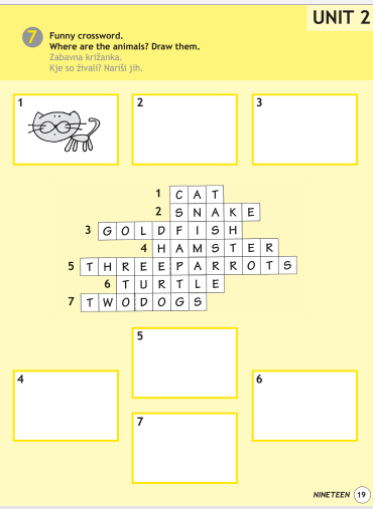 UNIT 2
7 Funny crossword.
Where are the animals? Draw them.
Zabavna križanka.
Kje so živali? Nariši jih.
1
2
3
1 CAT
2 SNAKE
3 GOLDFISH
4 HAMSTER
5 THREEPARROTS
6 TURTLE
7 TWODOGS
5
4
6
7
NINETEEN 19